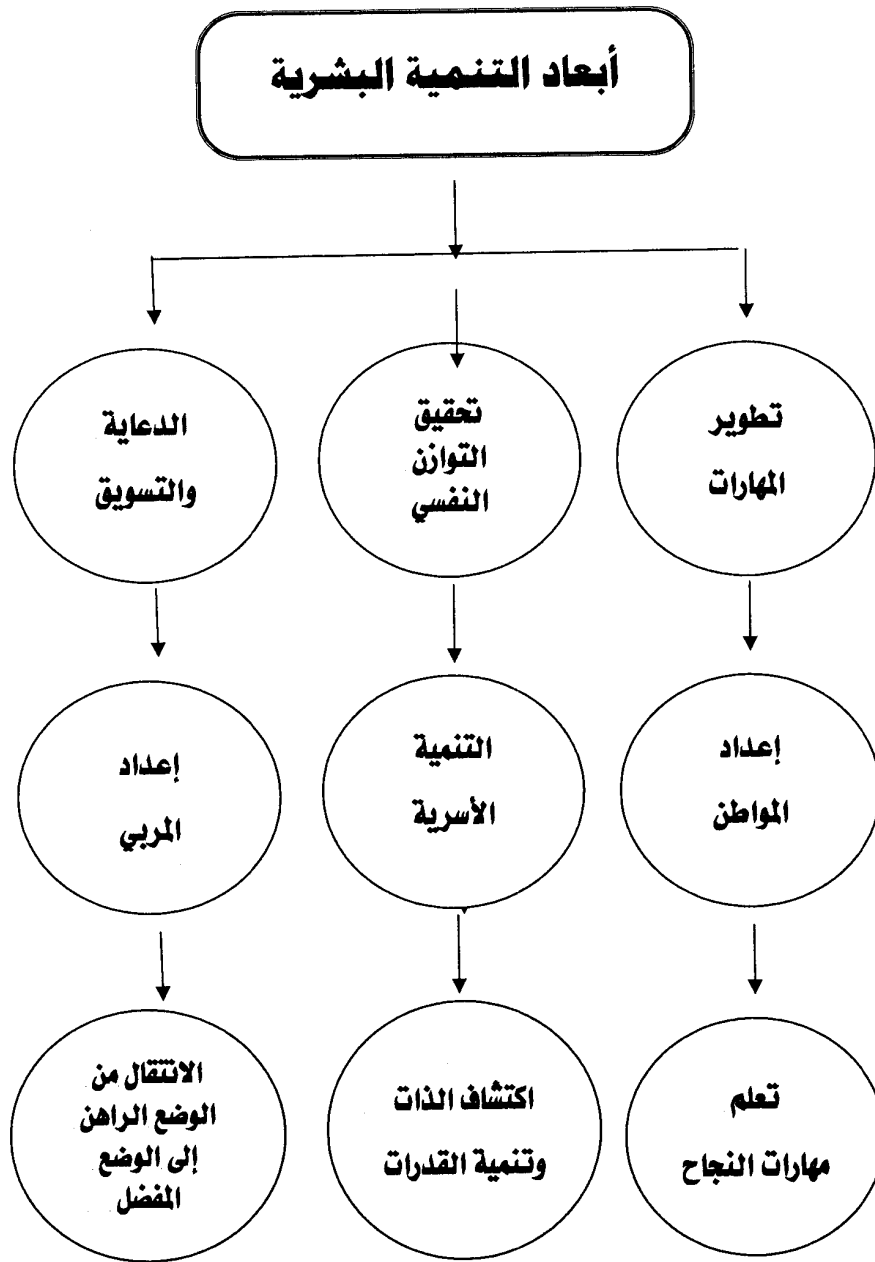 أبعاد التنمية البشرية
تطوير
المهارات
تحقيق
التوازن
النفسي
الدعاية
والتسويق
إعداد
المواطن
التنمية
الأسرية
إعداد
المربي
تعلم
مهارات النجاح
اكتشاف الذات
وتنمية القدرات
الانتقال من
الوضع الراهن
إلى الوضع
المفضل